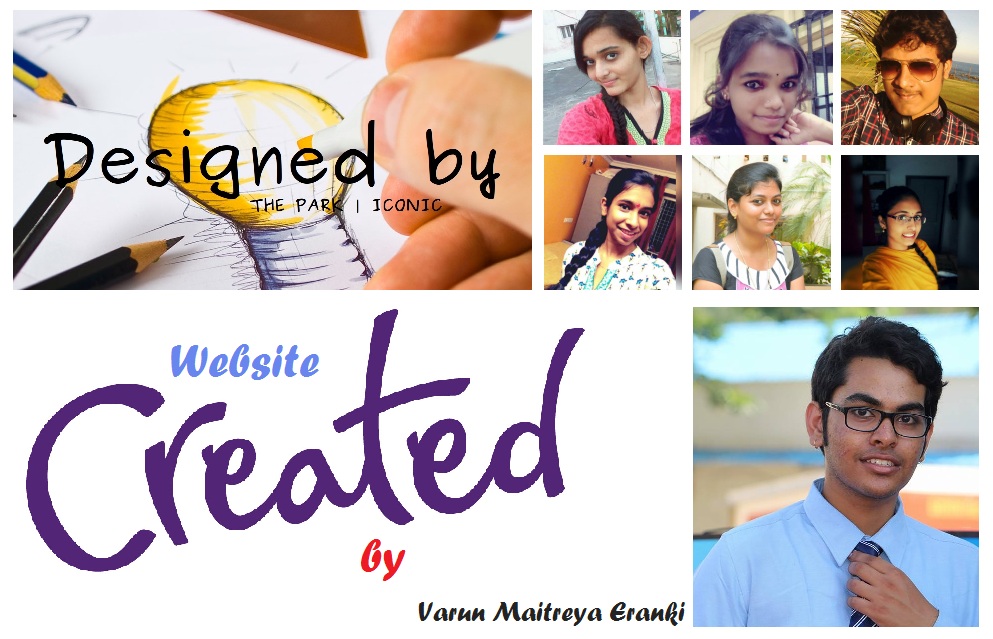 Designed by
THE PARK | ICONIC
Website
Created
by
Varun Maitreya Eranki